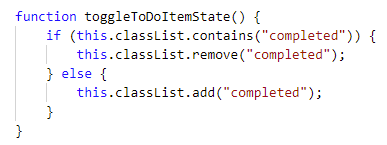 function toggleToDoItemState() {
    if (this.classList.contains("completed")) {
        this.classList.remove("completed");
    } else {
        this.classList.add("completed");
    }
}